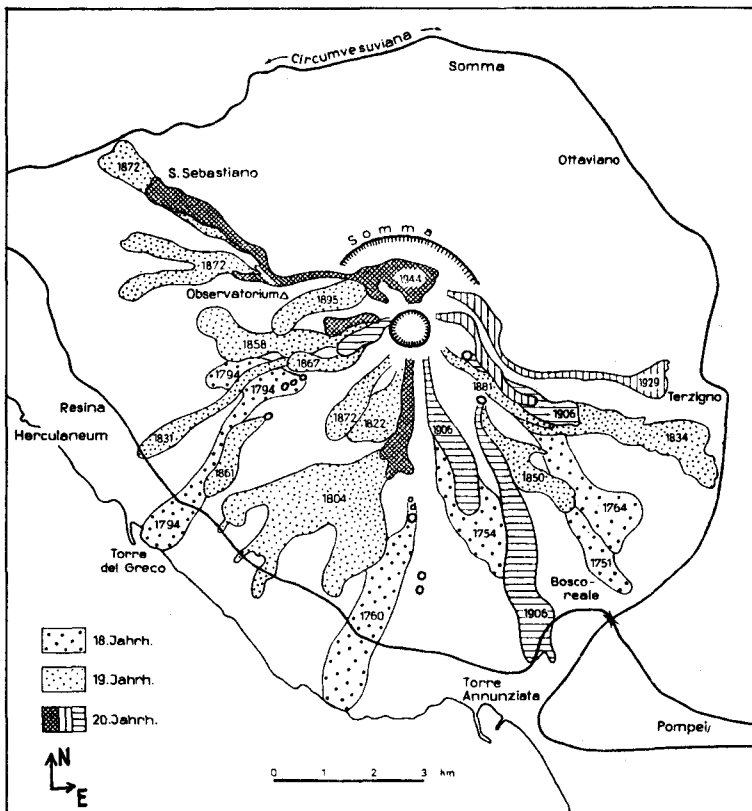 Circumvesuviana
Somma
Ottaviano
1872
S. Sebastiano
Somma
1872
1944
Observatorium
1895
1858
1867
1794
1794
1929
Terzigno
1881
1906
1834
Resina
Herculaneum
1831
1872
1822
1906
1861
1804
1850
1764
1794
1754
1751
Torre
del Greco
1760
Bosco-
reale
1906
18.Jahrh.
19.Jahrh.
20.Jahrh.
Torre
Annunziata
Pompei
N
E
0 1 2 3 km